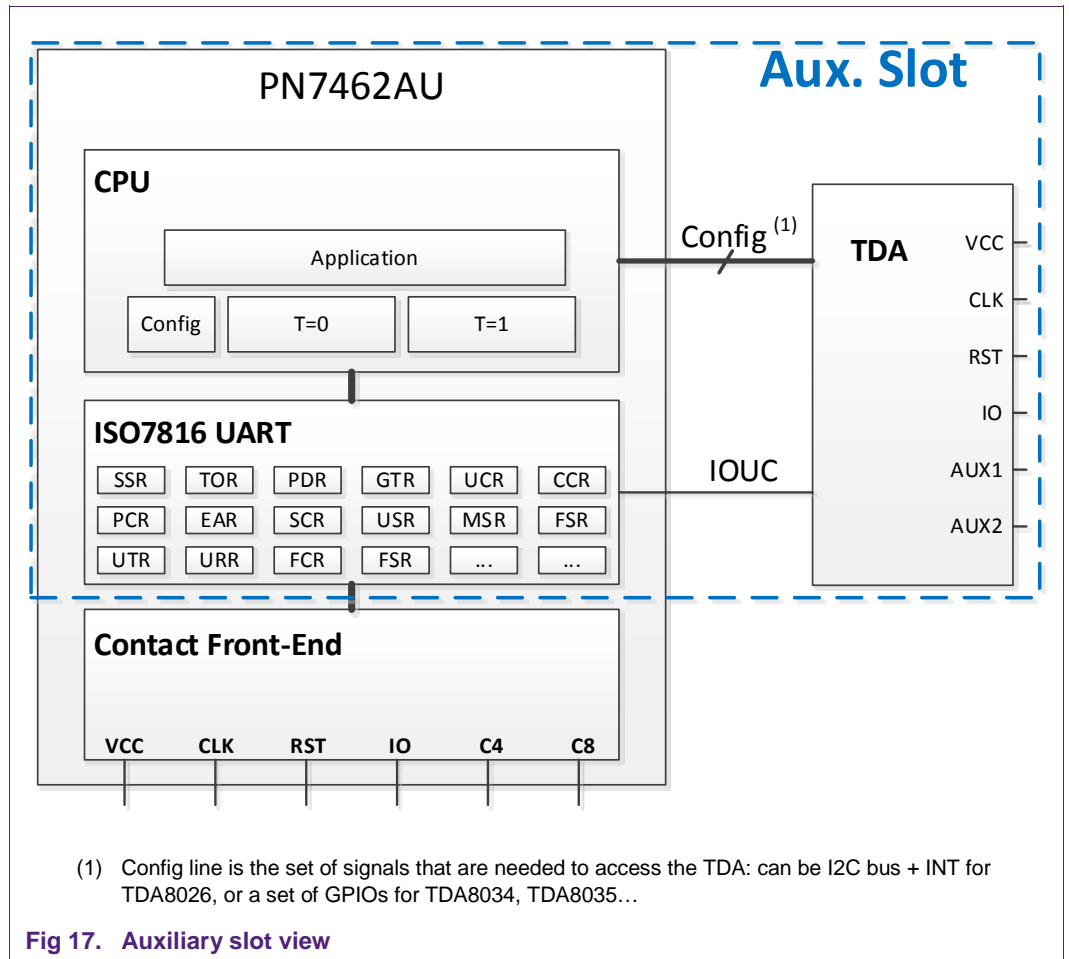 Aux. Slot
PN7462AU
CPU
Application
Config
T=0
T=1
Config (1)
TDA
VCC
CLK
RST
IO
AUX1
AUX2
ISO7816 UART
SSR TOR PDR GTR UCR CCR
PCR EAR SCR USR MSR FSR
UTR URR FCR FSR ... ...
IOUC
Contact Front-End
VCC CLK RST IO C4 C8
(1) Config line is the set of signals that are needed to access the TDA: can be I2C bus + INT for
TDA8026, or a set of GPIOs for TDA8034, TDA8035…
Fig 17. Auxiliary slot view